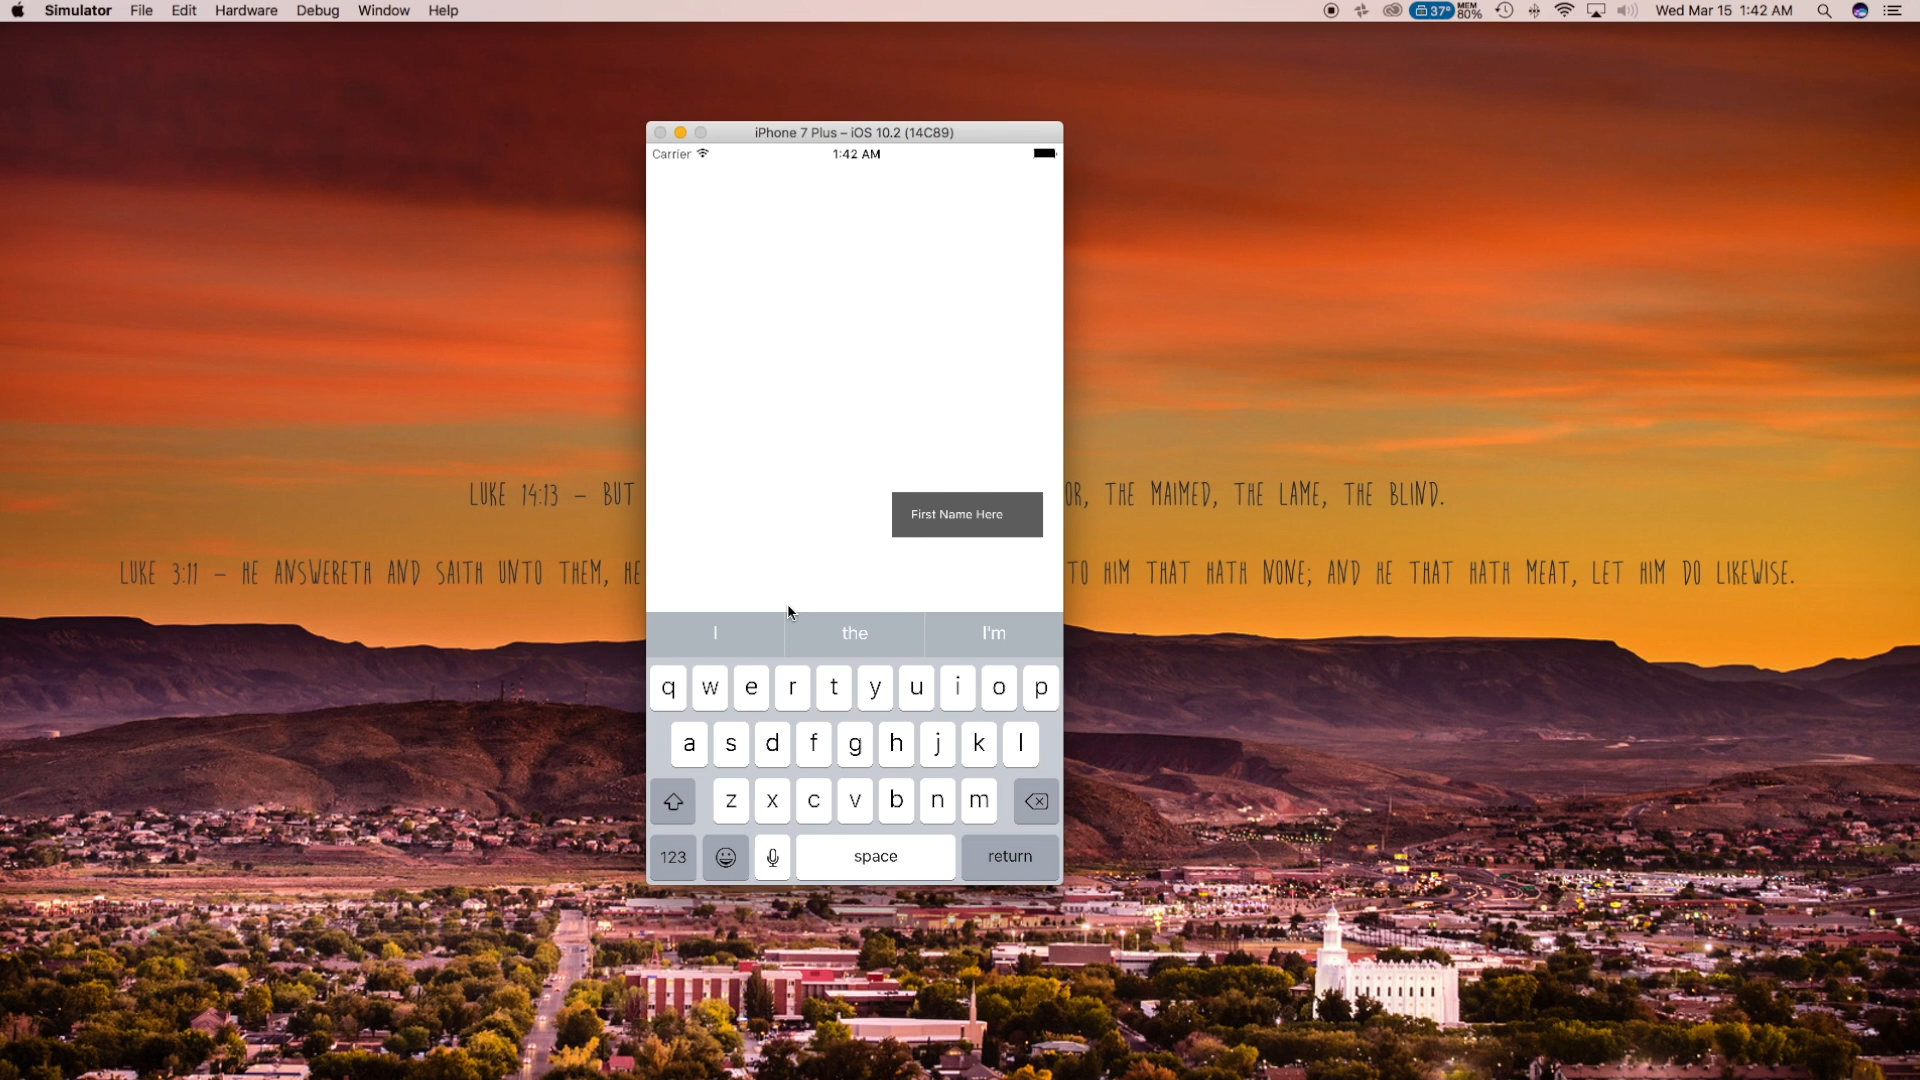 Simulator File Edit Hardware Debug Window Help 37° MEM 80% Wed Mar 15 1:42 AM
iPhone 7 Plus – iOS 10.2 (14C89)
Carrier 1:42 AM
LUKE 14:13 – BUT OR, THE MAIMED, THE LAME, THE BLIND.
First Name Here
LUKE 3:11 – HE ANSWERETH AND SAITH UNTO THEM, HE TO HIM THAT HATH NONE; AND HE THAT HATH MEAT, LET HIM DO LIKEWISE.
I the I'm
q w e r t y u i o p
a s d f g h j k l
z x c v b n m
123 space return